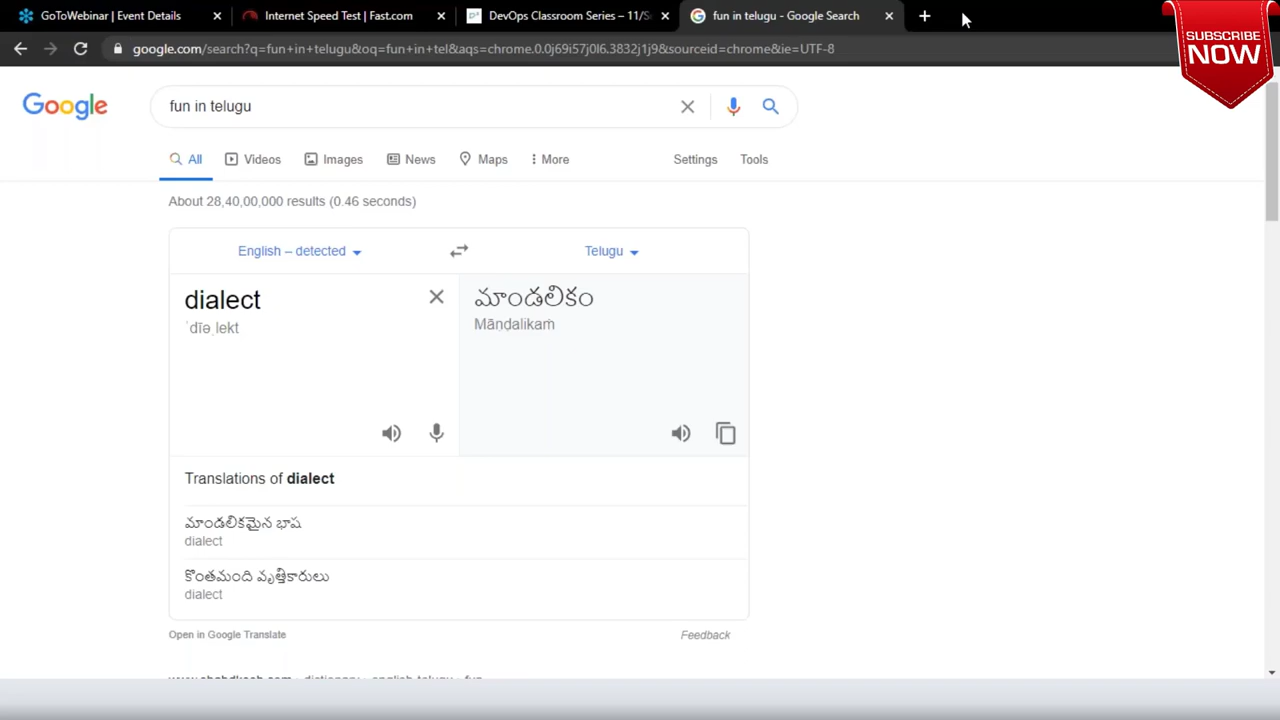 GoToWebinar | Event Details
Internet Speed Test | Fast.com
DevOps Classroom Series – 11/S
fun in telugu - Google Search
SUBSCRIBE
NOW
google.com/search?q=fun+in+telugu&oq=fun+in+tel&aqs=chrome.0.0j69i57j0l6.3832j1j9&sourceid=chrome&ie=UTF-8
Google
fun in telugu
All
Videos
Images
News
Maps
More
Settings
Tools
About 28,40,00,000 results (0.46 seconds)
English – detected
Telugu
dialect
మాండలికం
ˈdīəˌlekt
Māṇḍalikaṁ
Translations of dialect
మాండలికమైన భాష
dialect
కొంతమంది వృత్తికారులు
dialect
Open in Google Translate
Feedback